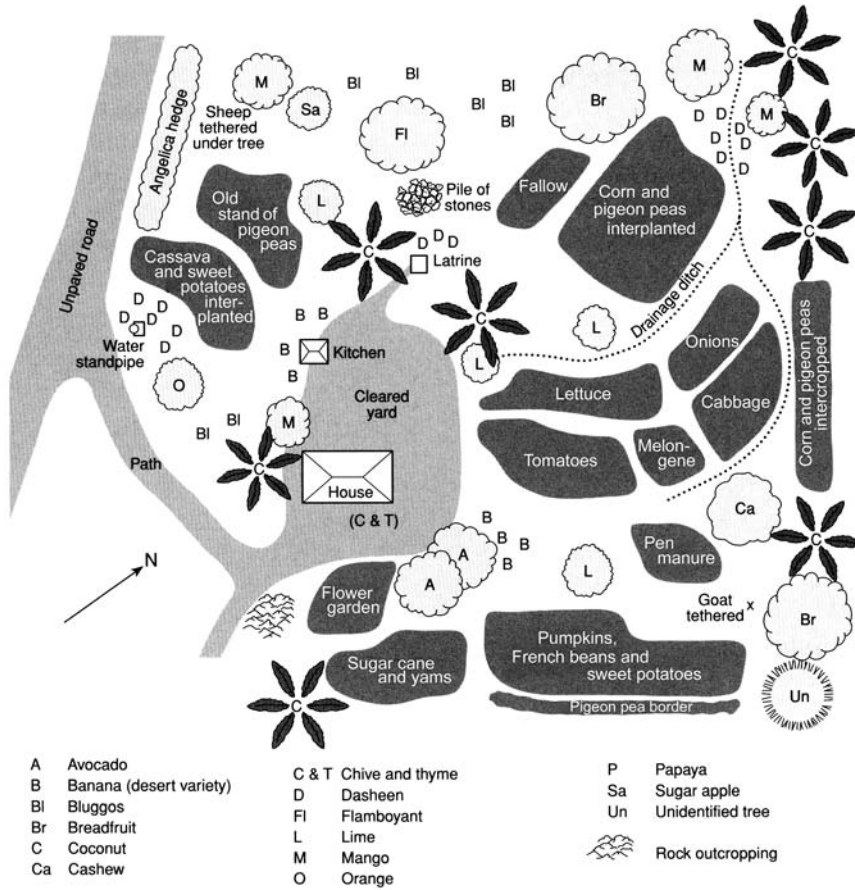 C
M
M
Bl
Bl
Sa
Bl
Br
Bl
Bl
Fl
Sheep
tethered
under tree
Angelica hedge
D
D
D
D
D
D
D
M
C
Fallow
Old
stand of
pigeon
peas
L
Pile of
stones
Corn and
pigeon peas
interplanted
C
D
D
D
D
C
Latrine
Unpaved road
Cassava
and sweet
potatoes
inter-
planted
Drainage ditch
D
D
D
D
D
D
D
Water
standpipe
B
B
B
B
Kitchen
C
L
L
Onions
Corn and pigeon peas
intercropped
O
Cleared
yard
Lettuce
Cabbage
Bl
Bl
M
C
Path
House
(C & T)
Tomatoes
Melon-
gene
Ca
C
N
A
A
B
B
B
B
L
Pen
manure
Goat
tethered
x
Br
Flower
garden
Pumpkins,
French beans and
sweet potatoes
Sugar cane
and yams
C
Pigeon pea border
Un
A Avocado
B Banana (desert variety)
Bl Bluggos
Br Breadfruit
C Coconut
Ca Cashew
C & T Chive and thyme
D Dasheen
Fl Flamboyant
L Lime
M Mango
O Orange
P Papaya
Sa Sugar apple
Un Unidentified tree
Rock outcropping